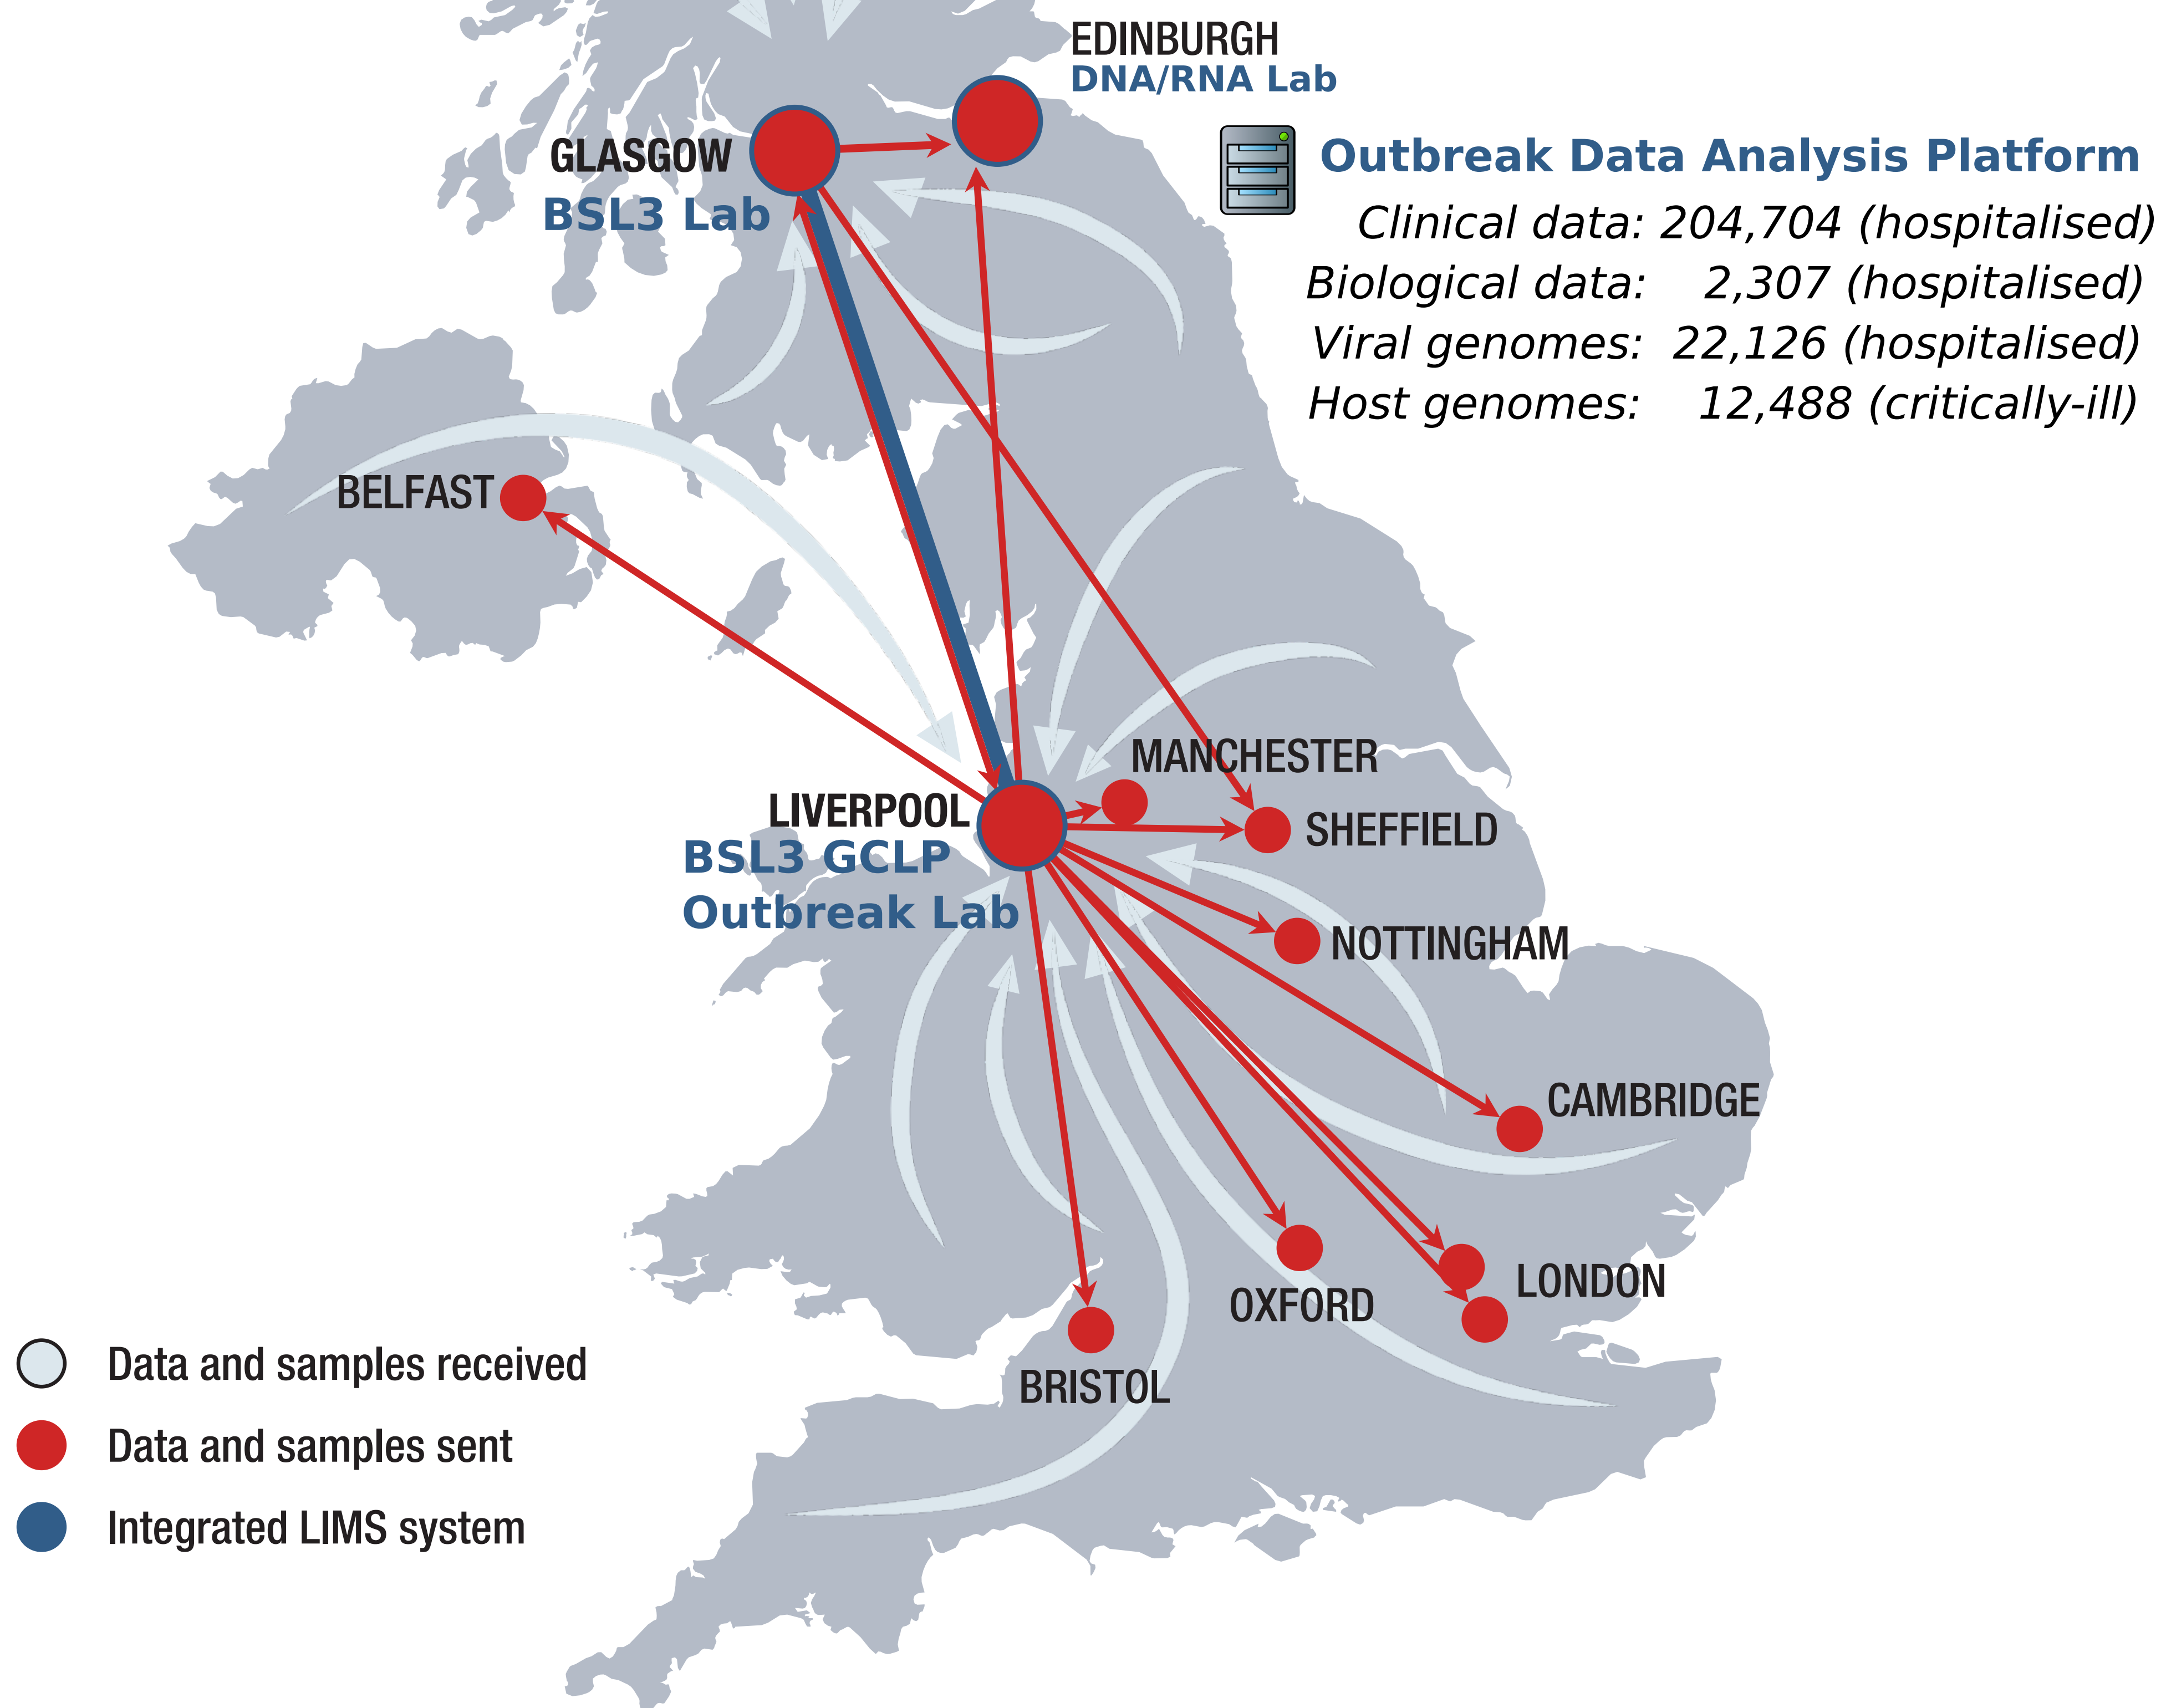 EDINBURGH
DNA/RNA Lab
GLASGOW
BSL3 Lab
Outbreak Data Analysis Platform
Clinical data: 204,704 (hospitalised)
Biological data: 2,307 (hospitalised)
Viral genomes: 22,126 (hospitalised)
Host genomes: 12,488 (critically-ill)
BELFAST
MANCHESTER
LIVERPOOL
BSL3 GCLP
Outbreak Lab
SHEFFIELD
NOTTINGHAM
CAMBRIDGE
LONDON
OXFORD
BRISTOL
Data and samples received
Data and samples sent
Integrated LIMS system